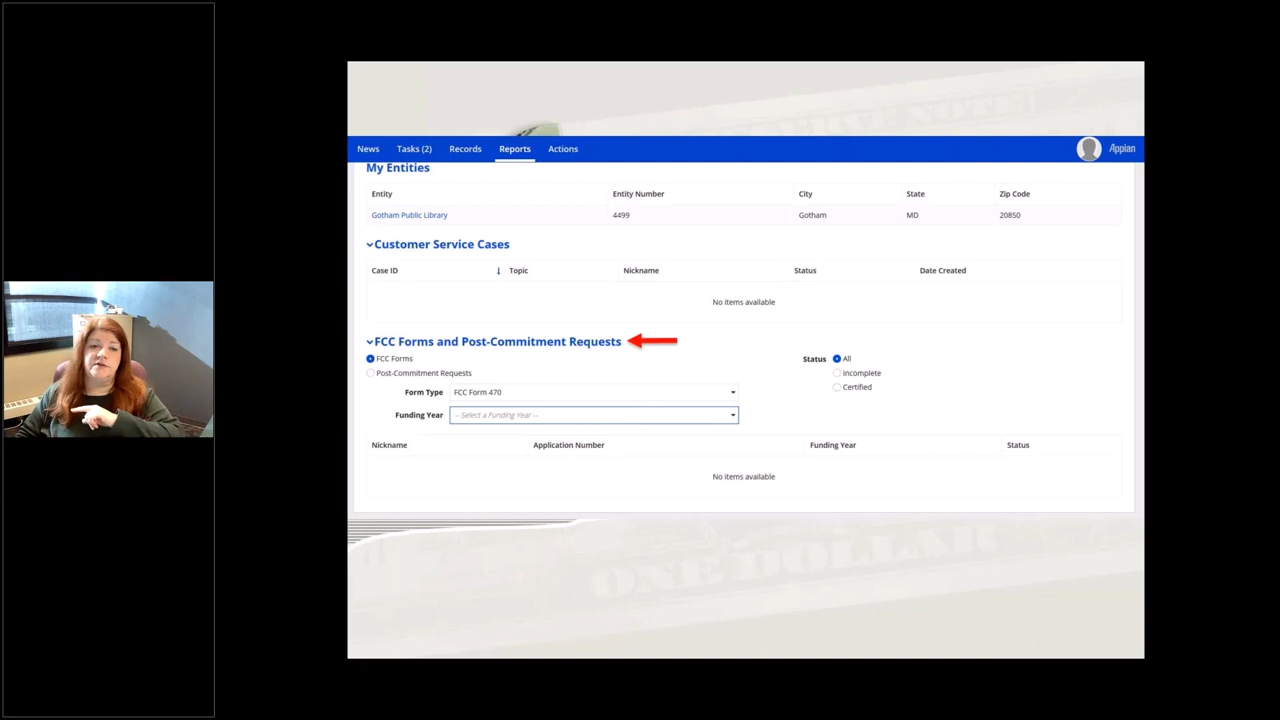 News Tasks (2) Records Reports Actions Appian
My Entities
Entity Entity Number City State Zip Code
Gotham Public Library 4499 Gotham MD 20850
Customer Service Cases
Case ID Topic Nickname Status Date Created
No items available
FCC Forms and Post-Commitment Requests
FCC Forms Status All
Post-Commitment Requests Incomplete
Form Type FCC Form 470 Certified
Funding Year -- Select a Funding Year --
Nickname Application Number Funding Year Status
No items available
ONE DOLLAR